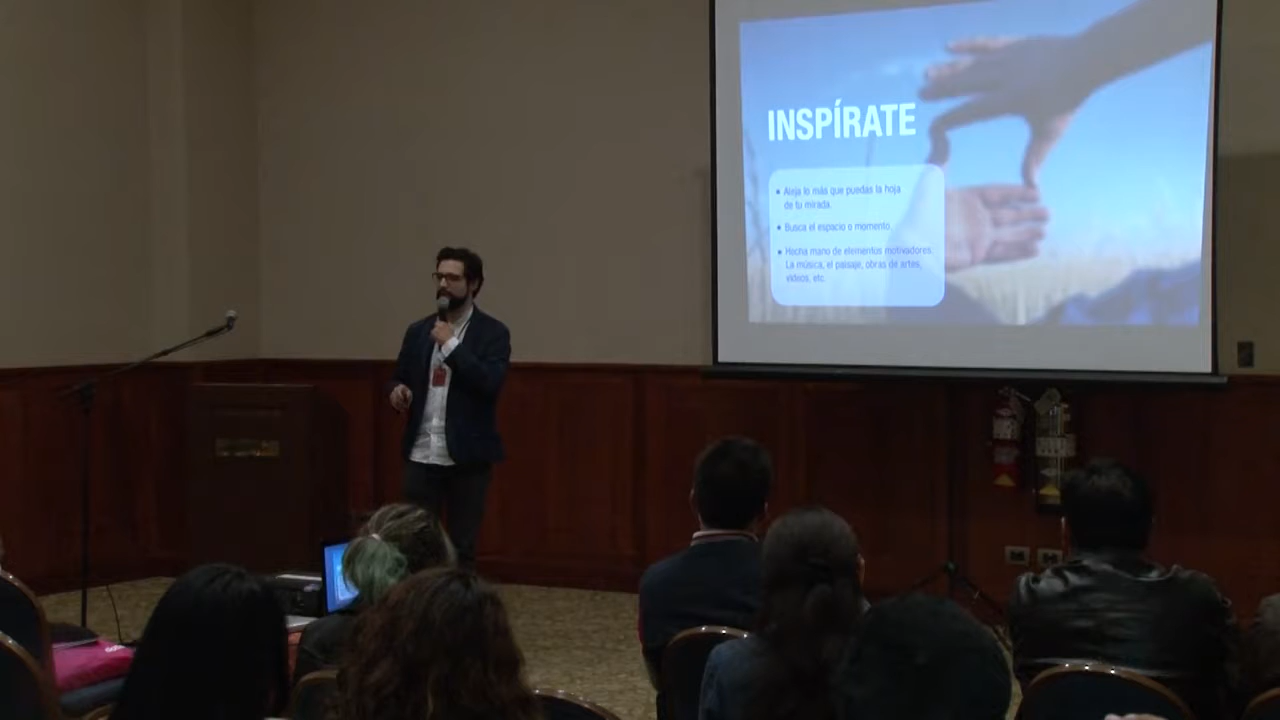 INSPÍRATE
• Aleja lo más que puedas la hoja
de tu mirada.
• Busca el espacio o momento.
• Hecha mano de elementos motivadores.
La música, el paisaje, obras de artes,
videos, etc.